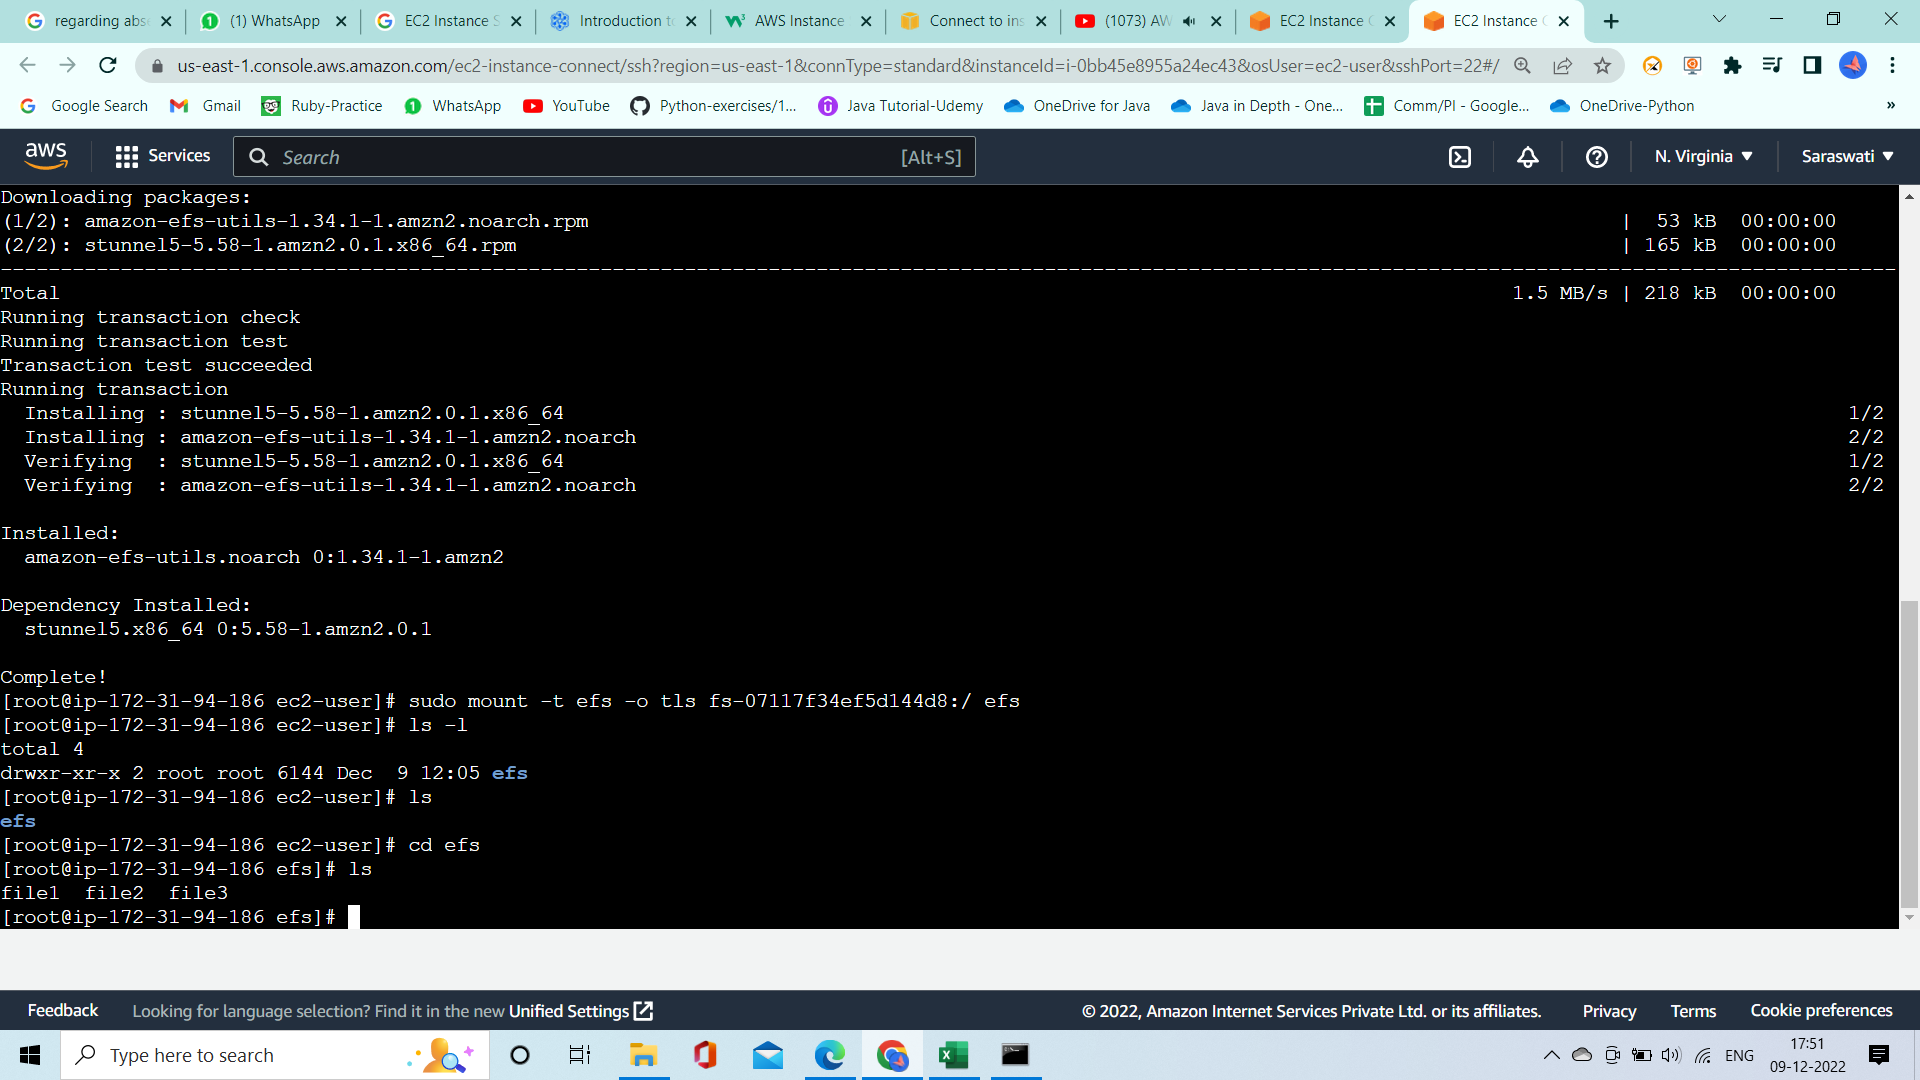 regarding abs
(1) WhatsApp
EC2 Instance S
Introduction to
AWS Instance
Connect to ins
(1073) AW
EC2 Instance C
EC2 Instance C
us-east-1.console.aws.amazon.com/ec2-instance-connect/ssh?region=us-east-1&connType=standard&instanceId=i-0bb45e8955a24ec43&osUser=ec2-user&sshPort=22#/
Google Search
Gmail
Ruby-Practice
WhatsApp
YouTube
Python-exercises/1...
Java Tutorial-Udemy
OneDrive for Java
Java in Depth - One...
Comm/PI - Google...
OneDrive-Python
»
aws
Services
Search
[Alt+S]
N. Virginia
Saraswati
Downloading packages:
(1/2): amazon-efs-utils-1.34.1-1.amzn2.noarch.rpm | 53 kB 00:00:00
(2/2): stunnel5-5.58-1.amzn2.0.1.x86_64.rpm | 165 kB 00:00:00
--------------------------------------------------------------------------------------------------------------------------------------------------------------
Total 1.5 MB/s | 218 kB 00:00:00
Running transaction check
Running transaction test
Transaction test succeeded
Running transaction
Installing : stunnel5-5.58-1.amzn2.0.1.x86_64 1/2
Installing : amazon-efs-utils-1.34.1-1.amzn2.noarch 2/2
Verifying : stunnel5-5.58-1.amzn2.0.1.x86_64 1/2
Verifying : amazon-efs-utils-1.34.1-1.amzn2.noarch 2/2
Installed:
amazon-efs-utils.noarch 0:1.34.1-1.amzn2
Dependency Installed:
stunnel5.x86_64 0:5.58-1.amzn2.0.1
Complete!
[root@ip-172-31-94-186 ec2-user]# sudo mount -t efs -o tls fs-07117f34ef5d144d8:/ efs
[root@ip-172-31-94-186 ec2-user]# ls -l
total 4
drwxr-xr-x 2 root root 6144 Dec 9 12:05 efs
[root@ip-172-31-94-186 ec2-user]# ls
efs
[root@ip-172-31-94-186 ec2-user]# cd efs
[root@ip-172-31-94-186 efs]# ls
file1 file2 file3
[root@ip-172-31-94-186 efs]#
Feedback
Looking for language selection? Find it in the new Unified Settings
© 2022, Amazon Internet Services Private Ltd. or its affiliates.
Privacy
Terms
Cookie preferences
Type here to search
ENG
17:51
09-12-2022